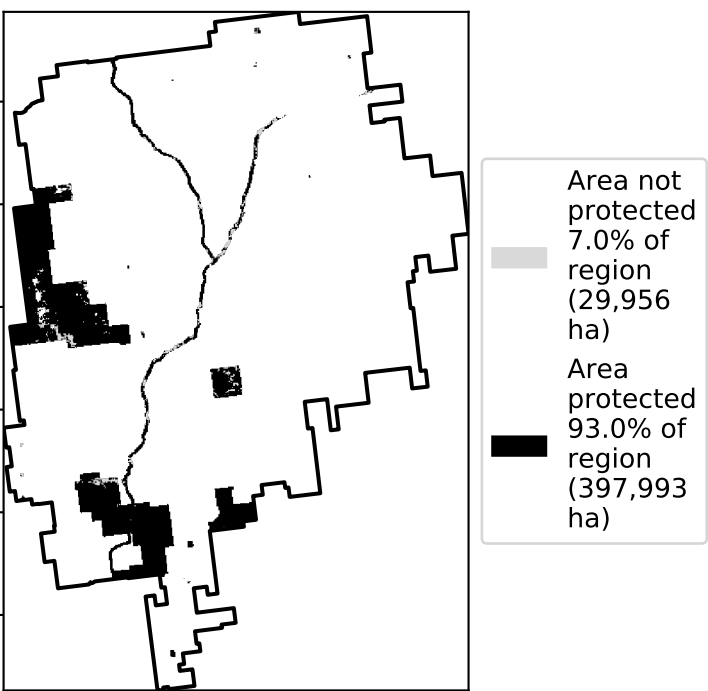 Area not
protected
7.0% of
region
(29,956
ha)
Area
protected
93.0% of
region
(397,993
ha)